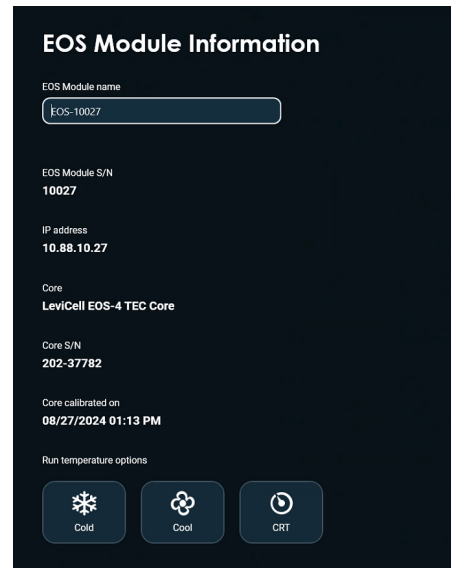 EOS Module Information
EOS Module name
EOS-10027
EOS Module S/N
10027
IP address
10.88.10.27
Core
LeviCell EOS-4 TEC Core
Core S/N
202-37782
Core calibrated on
08/27/2024 01:13 PM
Run temperature options
Cold Cool CRT